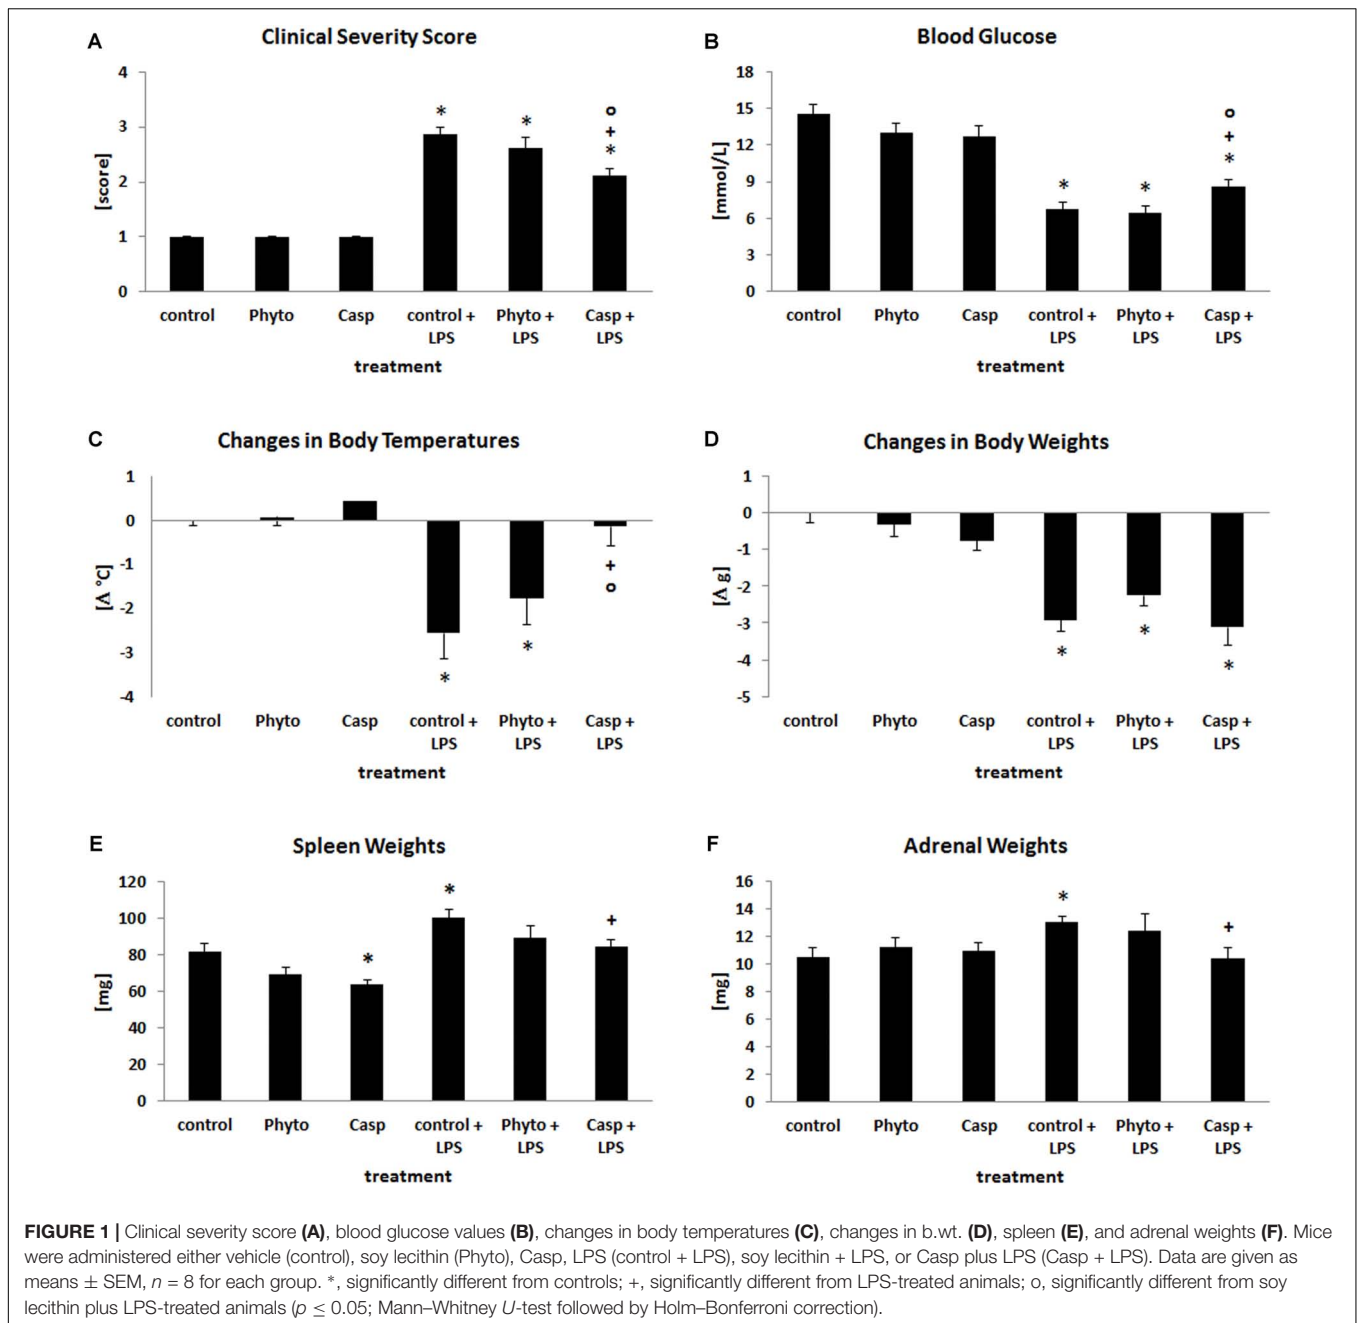 A
Clinical Severity Score
[score]
4
3
2
1
0
*
*
o
+
*
control
Phyto
Casp
control +
LPS
Phyto +
LPS
Casp +
LPS
treatment
B
Blood Glucose
[mmol/L]
18
15
12
9
6
3
0
*
*
o
+
*
control
Phyto
Casp
control +
LPS
Phyto +
LPS
Casp +
LPS
treatment
C
Changes in Body Temperatures
[Δ °C]
1
0
-1
-2
-3
-4
*
*
+
o
control
Phyto
Casp
control +
LPS
Phyto +
LPS
Casp +
LPS
treatment
D
Changes in Body Weights
[Δ g]
1
0
-1
-2
-3
-4
-5
*
*
*
control
Phyto
Casp
control +
LPS
Phyto +
LPS
Casp +
LPS
treatment
E
Spleen Weights
[mg]
120
100
80
60
40
20
0
*
*
+
control
Phyto
Casp
control +
LPS
Phyto +
LPS
Casp +
LPS
treatment
F
Adrenal Weights
[mg]
16
14
12
10
8
6
4
2
0
*
+
control
Phyto
Casp
control +
LPS
Phyto +
LPS
Casp +
LPS
treatment
FIGURE 1 | Clinical severity score (A), blood glucose values (B), changes in body temperatures (C), changes in b.wt. (D), spleen (E), and adrenal weights (F). Mice
were administered either vehicle (control), soy lecithin (Phyto), Casp, LPS (control + LPS), soy lecithin + LPS, or Casp plus LPS (Casp + LPS). Data are given as
means ± SEM, n = 8 for each group. *, significantly different from controls; +, significantly different from LPS-treated animals; o, significantly different from soy
lecithin plus LPS-treated animals (p ≤ 0.05; Mann–Whitney U-test followed by Holm–Bonferroni correction).